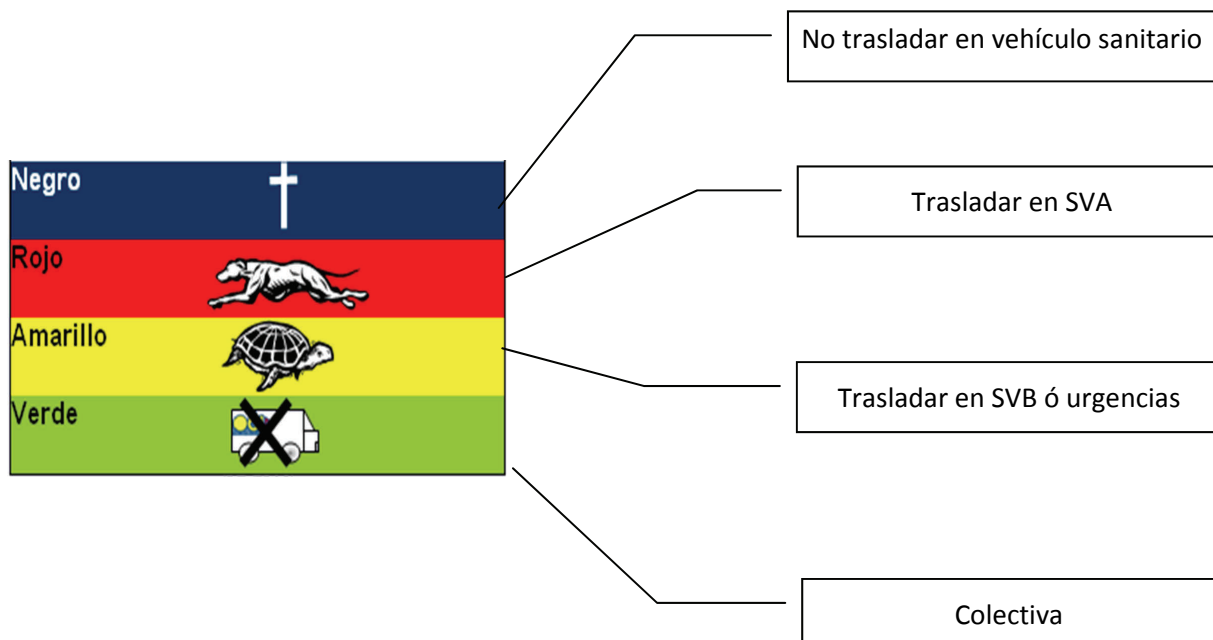 No trasladar en vehículo sanitario
Negro
Trasladar en SVA
Rojo
Amarillo
Trasladar en SVB ó urgencias
Verde
Colectiva